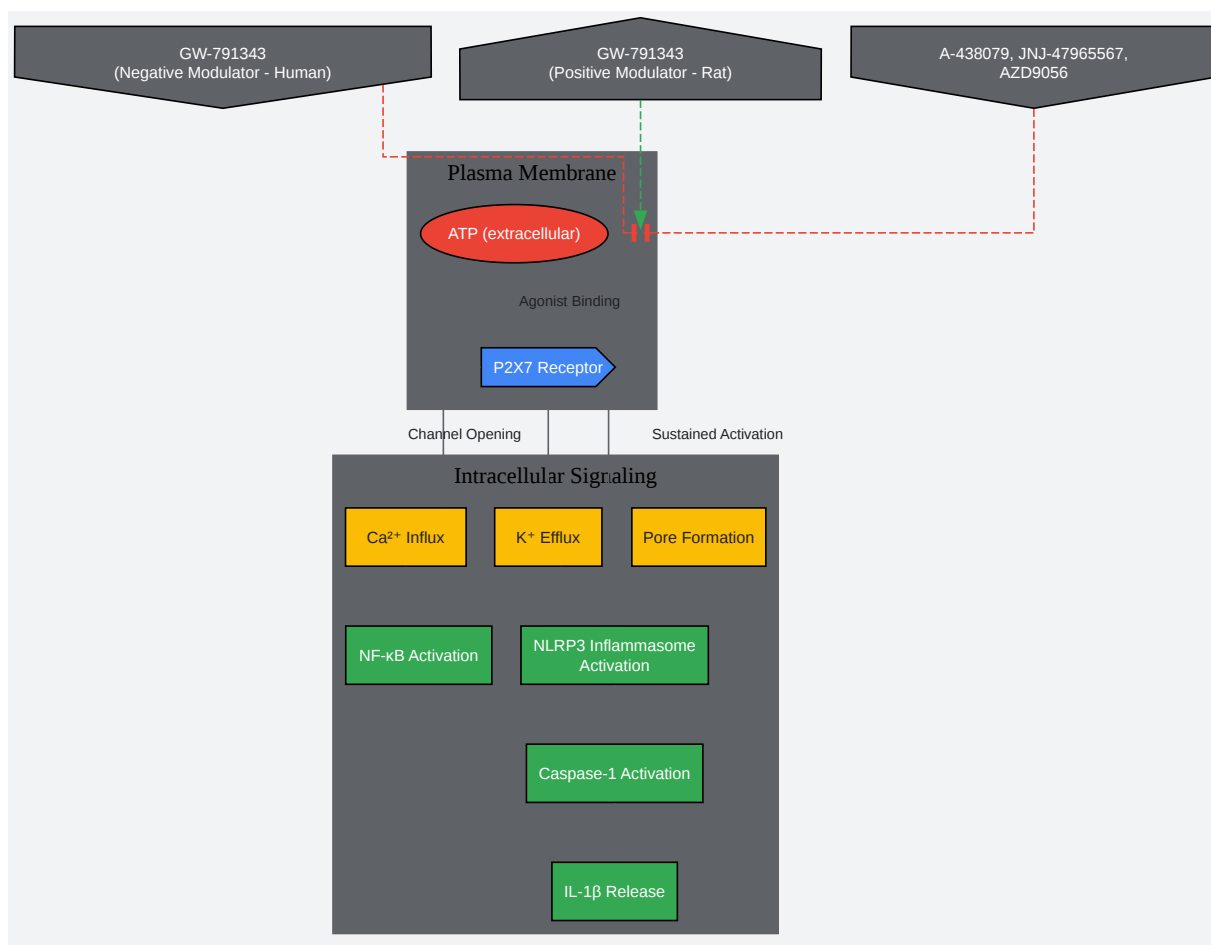 GW-791343
(Negative Modulator - Human)
GW-791343
(Positive Modulator - Rat)
A-438079, JNJ-47965567,
AZD9056
Plasma Membrane
ATP (extracellular)
Agonist Binding
P2X7 Receptor
Channel Opening
Sustained Activation
Intracellular Signaling
Ca²⁺ Influx
K⁺ Efflux
Pore Formation
NF-κB Activation
NLRP3 Inflammasome
Activation
Caspase-1 Activation
IL-1β Release